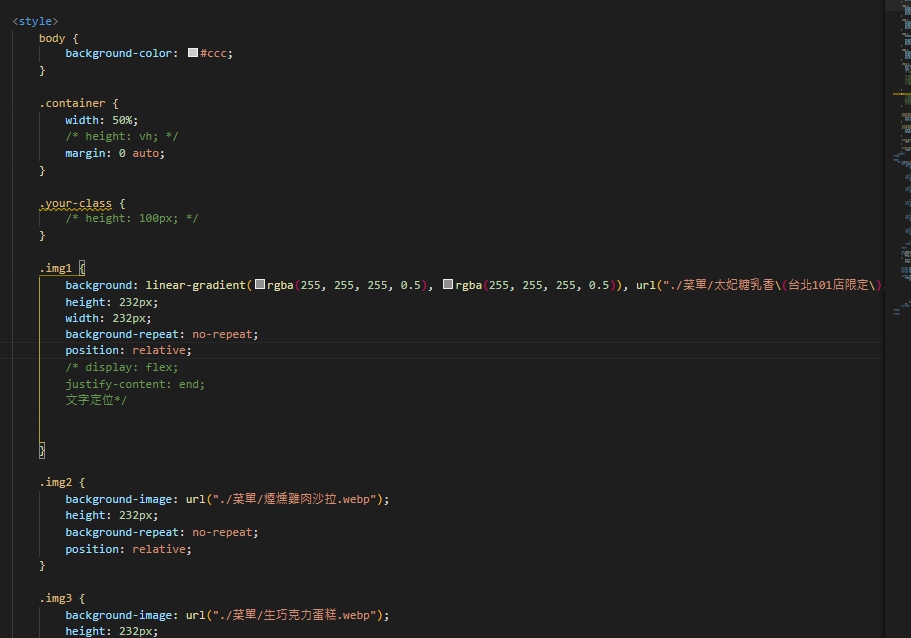 <style>
body {
background-color: #ccc;
}
.container {
width: 50%;
/* height: vh; */
margin: 0 auto;
}
.your-class {
/* height: 100px; */
}
.img1 {
background: linear-gradient(rgba(255, 255, 255, 0.5), rgba(255, 255, 255, 0.5)), url("./菜單/太妃糖乳香\(台北101店限定\).
height: 232px;
width: 232px;
background-repeat: no-repeat;
position: relative;
/* display: flex;
justify-content: end;
文字定位*/
}
.img2 {
background-image: url("./菜單/煙燻雞肉沙拉.webp");
height: 232px;
background-repeat: no-repeat;
position: relative;
}
.img3 {
background-image: url("./菜單/生巧克力蛋糕.webp");
height: 232px;